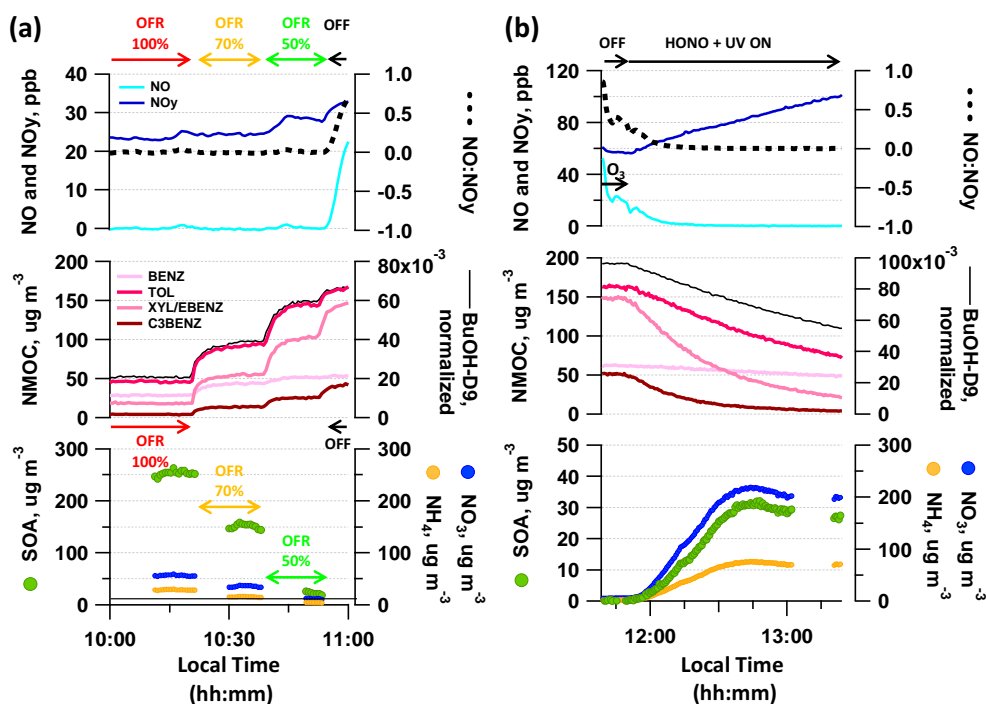 (a)
OFR
100%
OFR
70%
OFR
50%
OFF
NO and NOy, ppb
40
30
20
10
0
NO
NOy
1.0
0.5
0.0
-0.5
-1.0
NO:NOy
NMOC, ug m-3
200
150
100
50
0
BENZ
TOL
XYL/EBENZ
C3BENZ
80x10-3
60
40
20
0
BuOH-D9,
normalized
SOA, ug m-3
300
250
200
150
100
50
0
OFR
100%
OFR
70%
OFR
50%
OFF
300
200
100
0
NH4, ug m-3
NO3, ug m-3
10:00
10:30
11:00
Local Time
(hh:mm)
(b)
OFF
HONO + UV ON
NO and NOy, ppb
120
80
40
0
O3
1.0
0.5
0.0
-0.5
-1.0
NO:NOy
NMOC, ug m-3
200
150
100
50
0
100x10-3
80
60
40
20
0
BuOH-D9,
normalized
SOA, ug m-3
50
40
30
20
10
0
300
200
100
0
NH4, ug m-3
NO3, ug m-3
12:00
13:00
Local Time
(hh:mm)